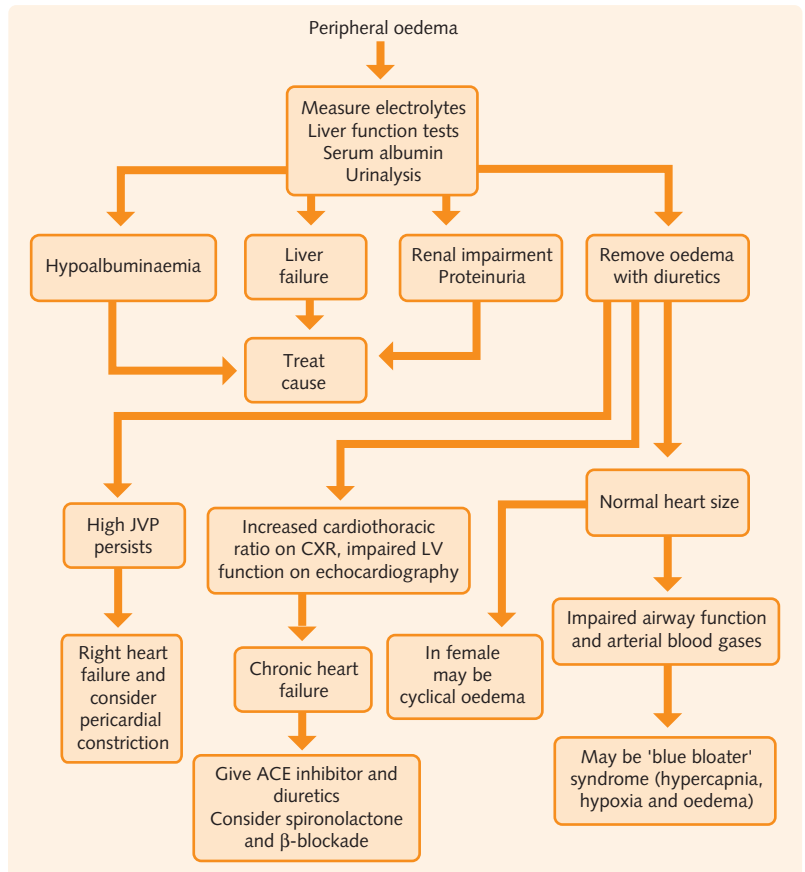 Peripheral oedema
Measure electrolytes
Liver function tests
Serum albumin
Urinalysis
Hypoalbuminaemia
Liver
failure
Renal impairment
Proteinuria
Remove oedema
with diuretics
Treat
cause
High JVP
persists
Increased cardiothoracic
ratio on CXR, impaired LV
function on echocardiography
Normal heart size
Right heart
failure and
consider
pericardial
constriction
Chronic heart
failure
In female
may be
cyclical oedema
Impaired airway function
and arterial blood gases
Give ACE inhibitor and
diuretics
Consider spironolactone
and β-blockade
May be 'blue bloater'
syndrome (hypercapnia,
hypoxia and oedema)